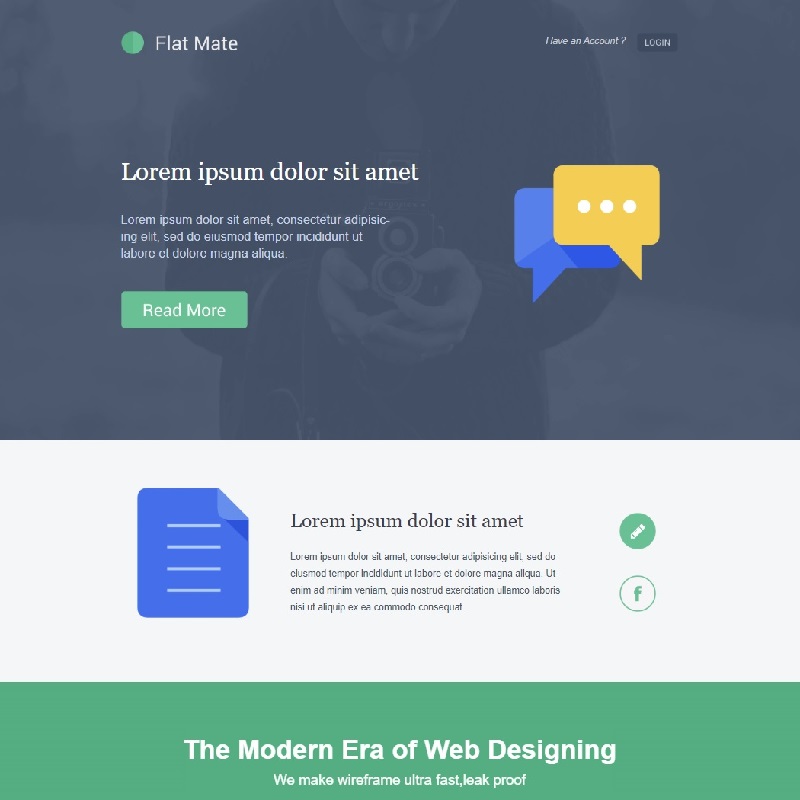 Flat Mate
Have an Account ?
LOGIN
Lorem ipsum dolor sit amet
Lorem ipsum dolor sit amet, consectetur adipisic-
ing elit, sed do eiusmod tempor incididunt ut
labore et dolore magna aliqua.
Read More
Lorem ipsum dolor sit amet
Lorem ipsum dolor sit amet, consectetur adipisicing elit, sed do
eiusmod tempor incididunt ut labore et dolore magna aliqua. Ut
enim ad minim veniam, quis nostrud exercitation ullamco laboris
nisi ut aliquip ex ea commodo consequat
f
The Modern Era of Web Designing
We make wireframe ultra fast,leak proof